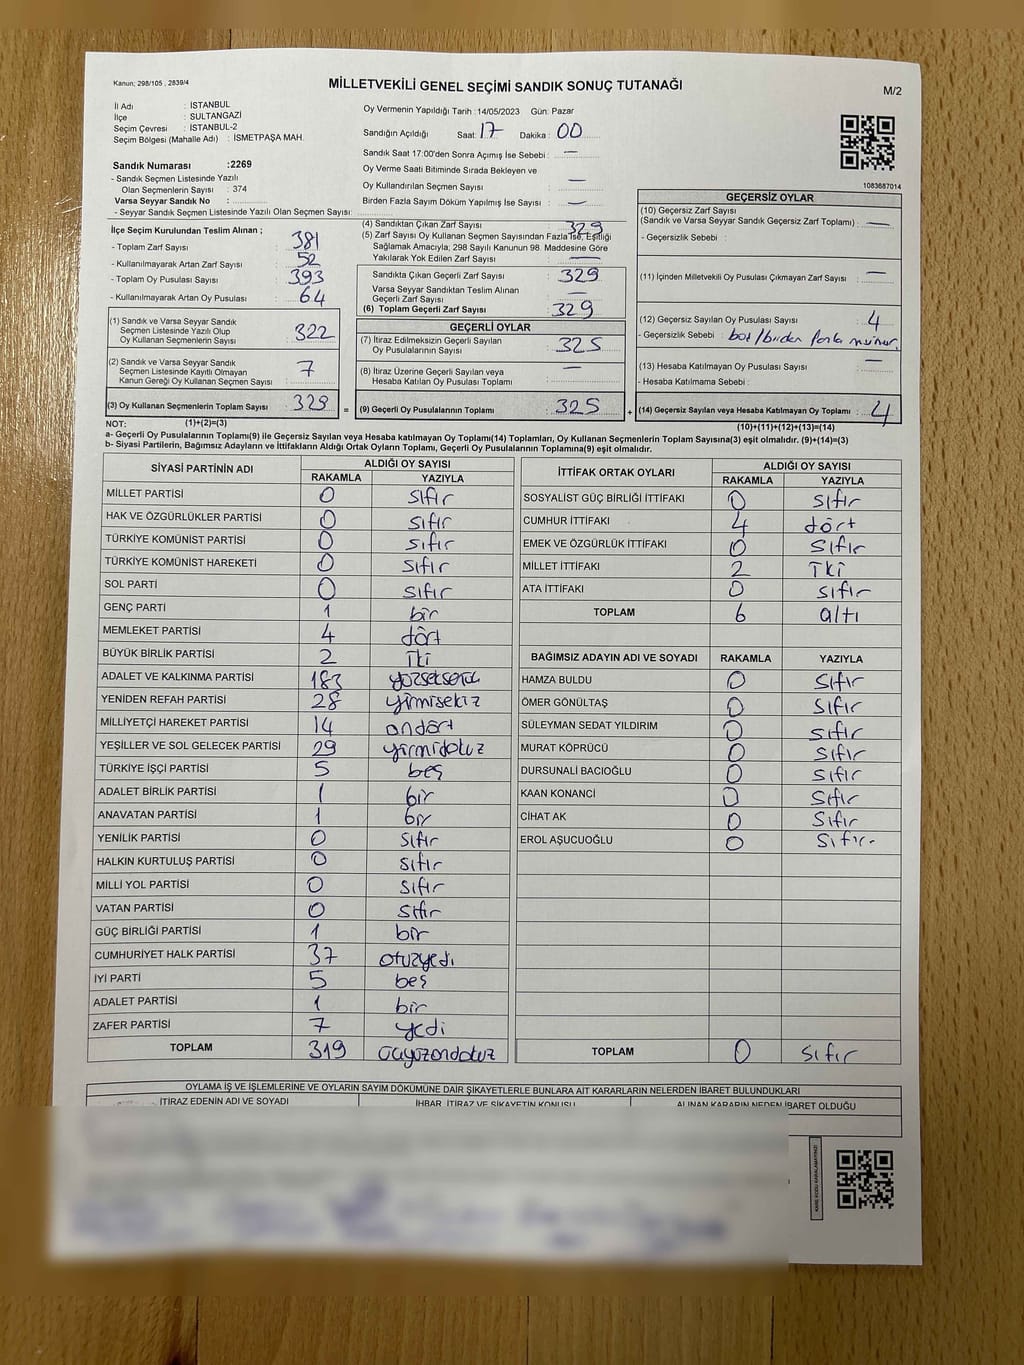 Kanun; 298/105 , 2839/4
MİLLETVEKİLİ GENEL SEÇİMİ SANDIK SONUÇ TUTANAĞI
M/2
İl Adı : İSTANBUL
İlçe : SULTANGAZİ
Seçim Çevresi : İSTANBUL-2
Seçim Bölgesi (Mahalle Adı) : İSMETPAŞA MAH.
Sandık Numarası :2269
- Sandık Seçmen Listesinde Yazılı
Olan Seçmenlerin Sayısı : 374
Varsa Seyyar Sandık No :
- Seyyar Sandık Seçmen Listesinde Yazılı Olan Seçmen Sayısı:
Oy Vermenin Yapıldığı Tarih :14/05/2023 Gün: Pazar
Sandığın Açıldığı Saat: 17 Dakika: 00
Sandık Saat 17:00'den Sonra Açımış İse Sebebi : —
Oy Verme Saati Bitiminde Sırada Bekleyen ve
Oy Kullandırılan Seçmen Sayısı : —
Birden Fazla Sayım Döküm Yapılmış İse Sayısı : —
1083687014
İlçe Seçim Kurulundan Teslim Alınan ;
- Toplam Zarf Sayısı : 381
- Kullanılmayarak Artan Zarf Sayısı : 52
- Toplam Oy Pusulası Sayısı : 393
- Kullanılmayarak Artan Oy Pusulası : 64
(1) Sandık ve Varsa Seyyar Sandık
Seçmen Listesinde Yazılı Olup
Oy Kullanan Seçmenlerin Sayısı : 322
(2) Sandık ve Varsa Seyyar Sandık
Seçmen Listesinde Kayıtlı Olmayan
Kanun Gereği Oy Kullanan Seçmen Sayısı : 7
(3) Oy Kullanan Seçmenlerin Toplam Sayısı : 329 =
(1)+(2)=(3)
(4) Sandıktan Çıkan Zarf Sayısı : 329
(5) Zarf Sayısı Oy Kullanan Seçmen Sayısından Fazla İse, Eşitliği
Sağlamak Amacıyla; 298 Sayılı Kanunun 98. Maddesine Göre
Yakılarak Yok Edilen Zarf Sayısı : —
Sandıkta Çıkan Geçerli Zarf Sayısı : 329
Varsa Seyyar Sandıktan Teslim Alınan
Geçerli Zarf Sayısı : —
(6) Toplam Geçerli Zarf Sayısı : 329
GEÇERLİ OYLAR
(7) İtiraz Edilmeksizin Geçerli Sayılan
Oy Pusulalarının Sayısı : 325
(8) İtiraz Üzerine Geçerli Sayılan veya
Hesaba Katılan Oy Pusulası Toplamı : —
(9) Geçerli Oy Pusulalarının Toplamı : 325 +
GEÇERSİZ OYLAR
(10) Geçersiz Zarf Sayısı
(Sandık ve Varsa Seyyar Sandık Geçersiz Zarf Toplamı) : —
- Geçersizlik Sebebi :
(11) İçinden Milletvekili Oy Pusulası Çıkmayan Zarf Sayısı : —
(12) Geçersiz Sayılan Oy Pusulası Sayısı : 4
- Geçersizlik Sebebi : boş/birden fazla mühür.
(13) Hesaba Katılmayan Oy Pusulası Sayısı : —
- Hesaba Katılmama Sebebi :
(14) Geçersiz Sayılan veya Hesaba Katılmayan Oy Toplamı : 4
(10)+(11)+(12)+(13)=(14)
NOT:
a- Geçerli Oy Pusulalarının Toplamı(9) ile Geçersiz Sayılan veya Hesaba katılmayan Oy Toplamı(14) Toplamları, Oy Kullanan Seçmenlerin Toplam Sayısına(3) eşit olmalıdır. (9)+(14)=(3)
b- Siyasi Partilerin, Bağımsız Adayların ve İttifakların Aldığı Ortak Oyların Toplamı, Geçerli Oy Pusulalarının Toplamına(9) eşit olmalıdır.
SİYASİ PARTİNİN ADI ALDIĞI OY SAYISI
RAKAMLA YAZIYLA
MİLLET PARTİSİ 0 sıfır
HAK VE ÖZGÜRLÜKLER PARTİSİ 0 sıfır
TÜRKİYE KOMÜNİST PARTİSİ 0 sıfır
TÜRKİYE KOMÜNİST HAREKETİ 0 sıfır
SOL PARTİ 0 sıfır
GENÇ PARTİ 1 bir
MEMLEKET PARTİSİ 4 dört
BÜYÜK BİRLİK PARTİSİ 2 İki
ADALET VE KALKINMA PARTİSİ 183
YENİDEN REFAH PARTİSİ 28 yirmisekiz
MİLLİYETÇİ HAREKET PARTİSİ 14 ondört
YEŞİLLER VE SOL GELECEK PARTİSİ 29 yirmidokuz
TÜRKİYE İŞÇİ PARTİSİ 5 beş
ADALET BİRLİK PARTİSİ 1 bir
ANAVATAN PARTİSİ 1 bir
YENİLİK PARTİSİ 0 sıfır
HALKIN KURTULUŞ PARTİSİ 0 sıfır
MİLLİ YOL PARTİSİ 0 sıfır
VATAN PARTİSİ 0 sıfır
GÜÇ BİRLİĞİ PARTİSİ 1 bir
CUMHURİYET HALK PARTİSİ 37 otuzyedi
İYİ PARTİ 5 beş
ADALET PARTİSİ 1 bir
ZAFER PARTİSİ 7 yedi
TOPLAM 319 üçyüzondokuz
İTTİFAK ORTAK OYLARI ALDIĞI OY SAYISI
RAKAMLA YAZIYLA
SOSYALİST GÜÇ BİRLİĞİ İTTİFAKI 0 sıfır
CUMHUR İTTİFAKI 4 dört
EMEK VE ÖZGÜRLÜK İTTİFAKI 0 sıfır
MİLLET İTTİFAKI 2 İki
ATA İTTİFAKI 0 sıfır
TOPLAM 6 altı
BAĞIMSIZ ADAYIN ADI VE SOYADI RAKAMLA YAZIYLA
HAMZA BULDU 0 sıfır
ÖMER GÖNÜLTAŞ 0 sıfır
SÜLEYMAN SEDAT YILDIRIM 0 sıfır
MURAT KÖPRÜCÜ 0 sıfır
DURSUNALİ BACIOĞLU 0 sıfır
KAAN KONANCİ 0 sıfır
CİHAT AK 0 sıfır
EROL AŞUCUOĞLU 0 sıfır
TOPLAM 0 sıfır
OYLAMA İŞ VE İŞLEMLERİNE VE OYLARIN SAYIM DÖKÜMÜNE DAİR ŞİKAYETLERLE BUNLARA AİT KARARLARIN NELERDEN İBARET BULUNDUKLARI
İTİRAZ EDENİN ADI VE SOYADI İHBAR, İTİRAZ VE ŞİKAYETİN KONUSU ALINAN KARARIN NEDEN İBARET OLDUĞU
KARE KODU KARALAMAYINIZ!